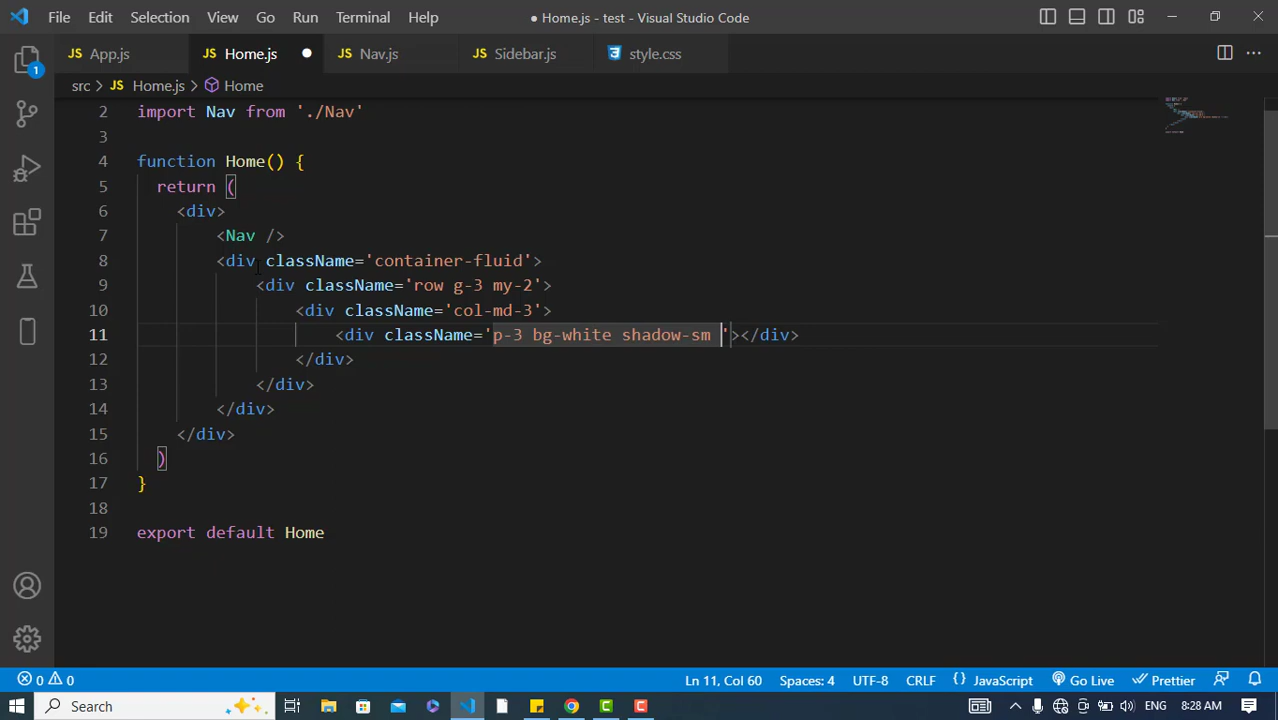 File Edit Selection View Go Run Terminal Help ● Home.js - test - Visual Studio Code
1 JS App.js JS Home.js ● JS Nav.js JS Sidebar.js style.css
src > JS Home.js > Home
2 import Nav from './Nav'
3
4 function Home() {
5 return (
6 <div>
7 <Nav />
8 <div className='container-fluid'>
9 <div className='row g-3 my-2'>
10 <div className='col-md-3'>
11 <div className='p-3 bg-white shadow-sm '></div>
12 </div>
13 </div>
14 </div>
15 </div>
16 )
17 }
18
19 export default Home
0 0 Ln 11, Col 60 Spaces: 4 UTF-8 CRLF {} JavaScript Go Live Prettier
Search ENG 8:28 AM